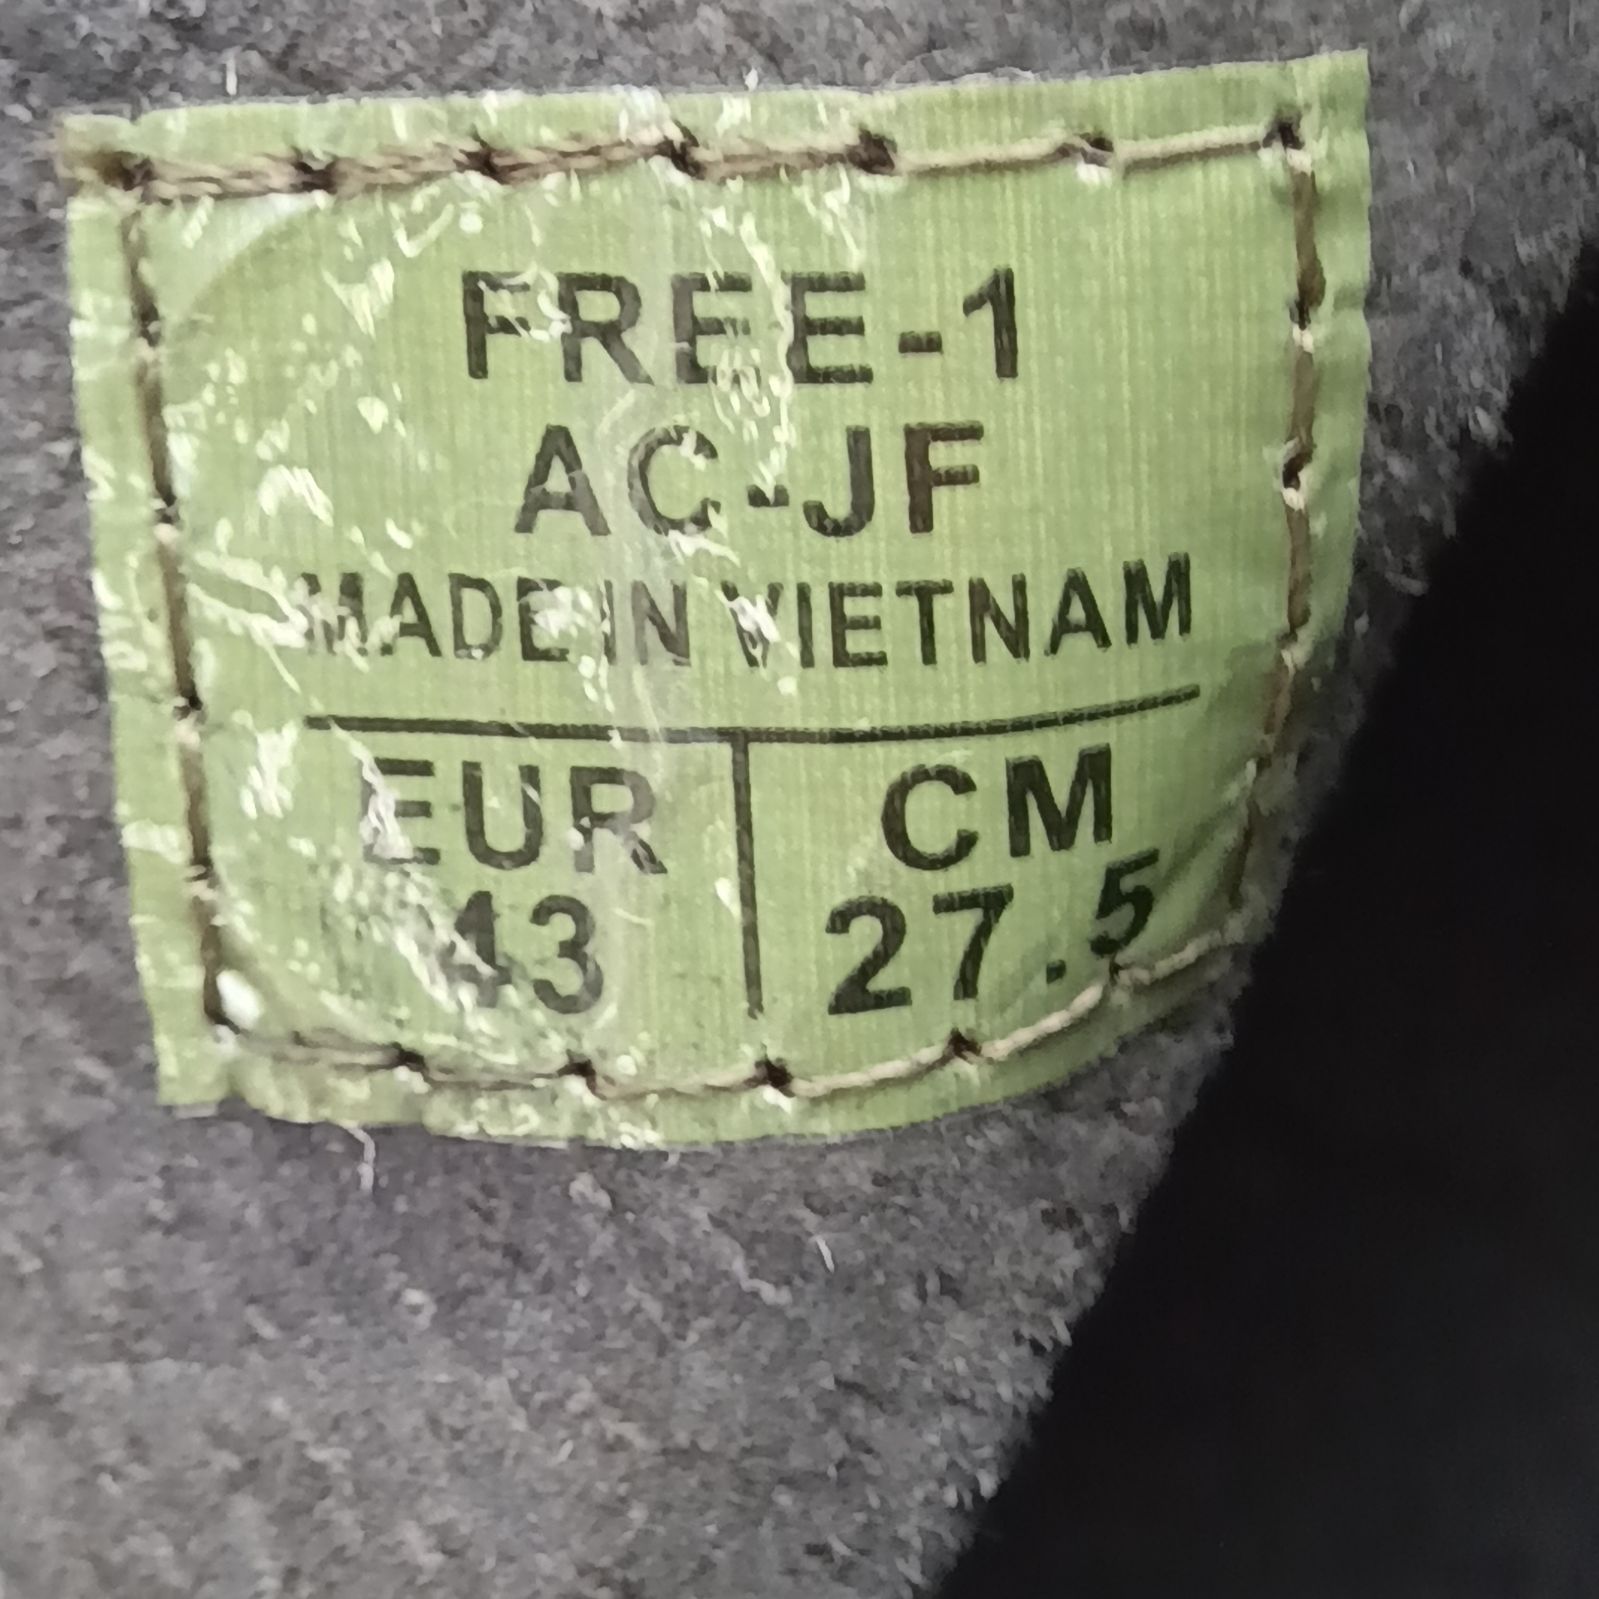 FREE-1
AC-JF
MADE IN VIETNAM
EUR CM
43 27.5